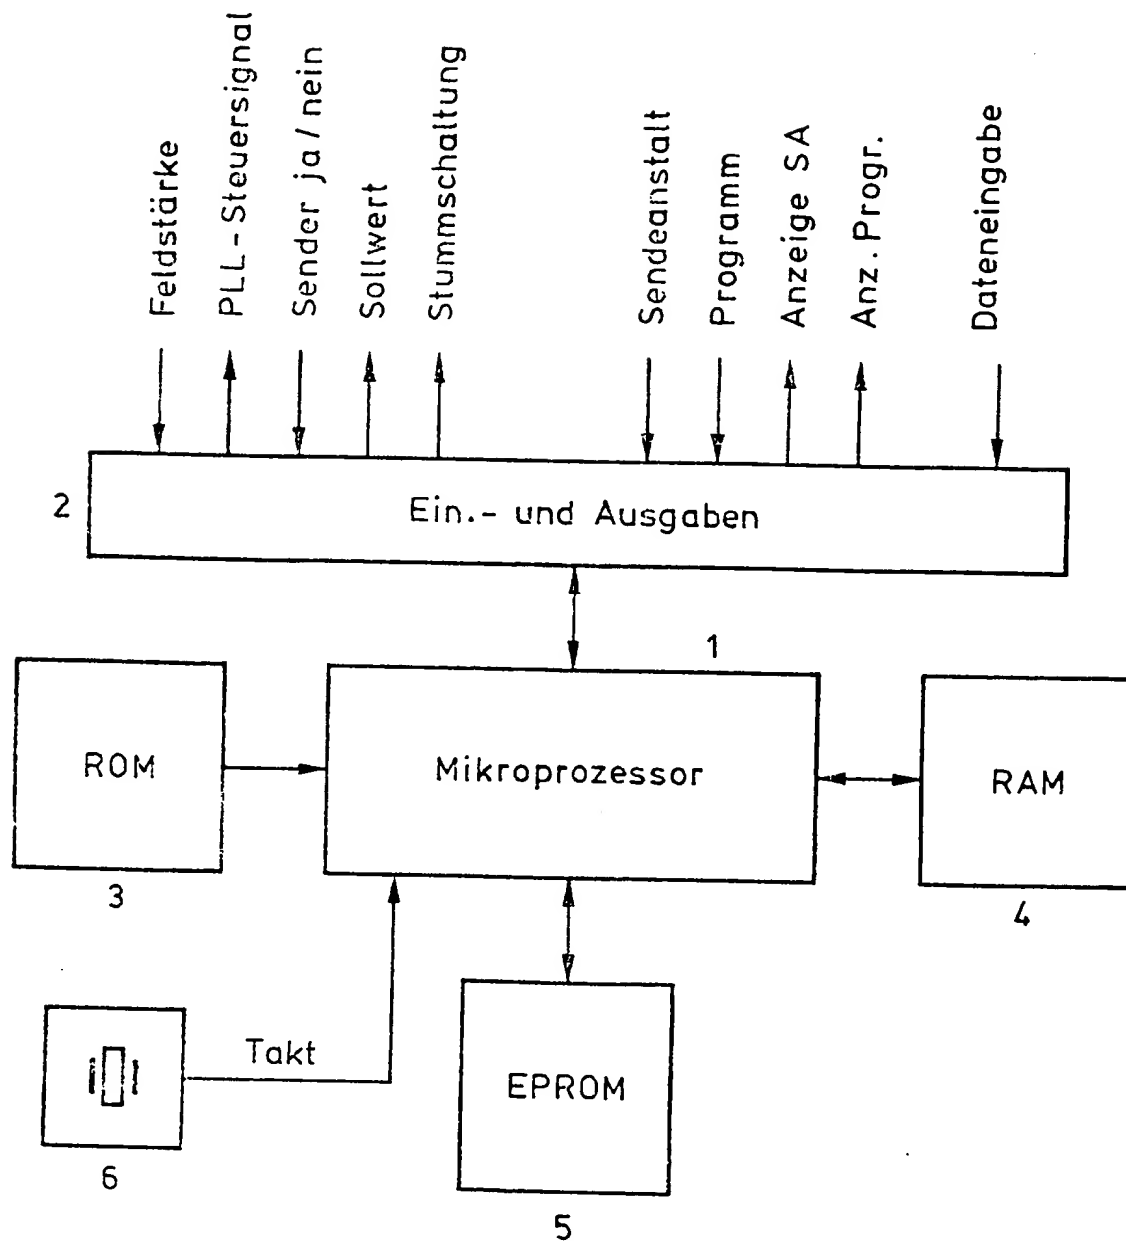 Feldstärke
PLL-Steuersignal
Sender ja/nein
Sollwert
Stummschaltung
Sendeanstalt
Programm
Anzeige SA
Anz. Progr.
Dateneingabe
2
Ein.- und Ausgaben
1
ROM
Mikroprozessor
RAM
3
4
Takt
EPROM
6
5